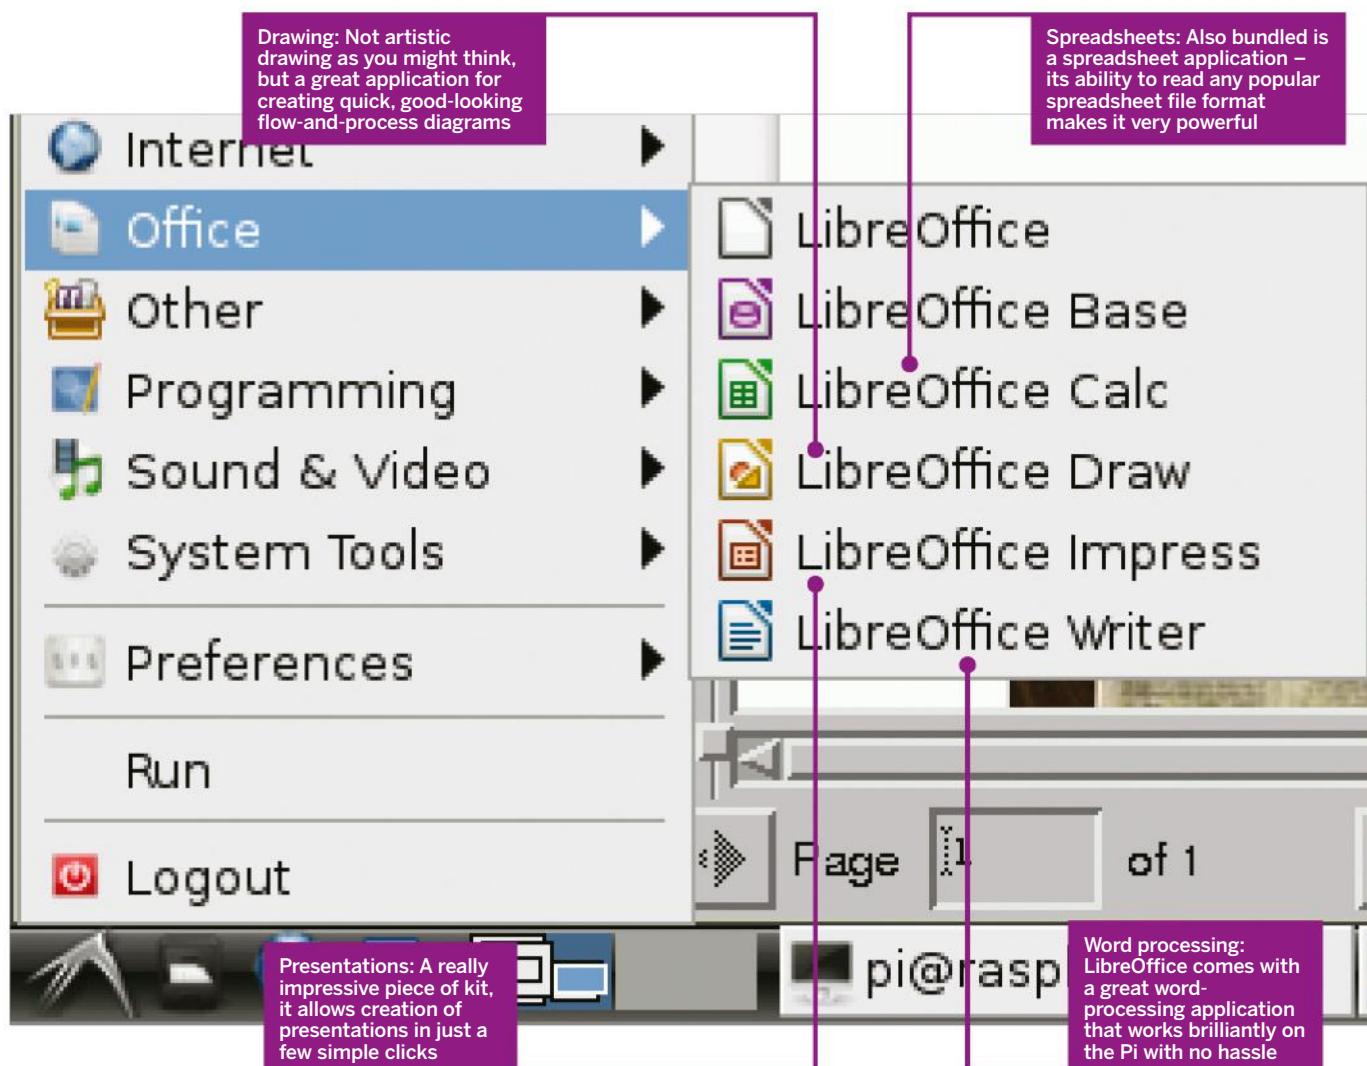 Drawing: Not artistic
drawing as you might think,
but a great application for
creating quick, good-looking
flow-and-process diagrams
Spreadsheets: Also bundled is
a spreadsheet application –
its ability to read any popular
spreadsheet file format
makes it very powerful
Internet
Office
Other
Programming
Sound & Video
System Tools
Preferences
Run
Logout
LibreOffice
LibreOffice Base
LibreOffice Calc
LibreOffice Draw
LibreOffice Impress
LibreOffice Writer
Page 1 of 1
pi@rasp
Presentations: A really
impressive piece of kit,
it allows creation of
presentations in just a
few simple clicks
Word processing:
LibreOffice comes with
a great word-
processing application
that works brilliantly on
the Pi with no hassle